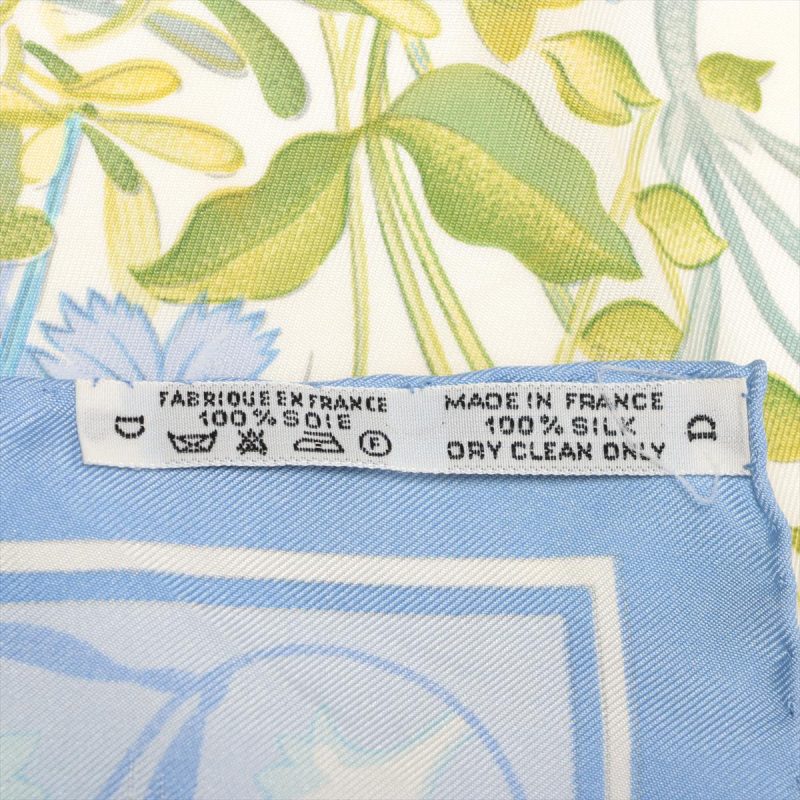 D
FABRIQUE EN FRANCE
100% SOIE
F
MADE IN FRANCE
100% SILK
DRY CLEAN ONLY
D